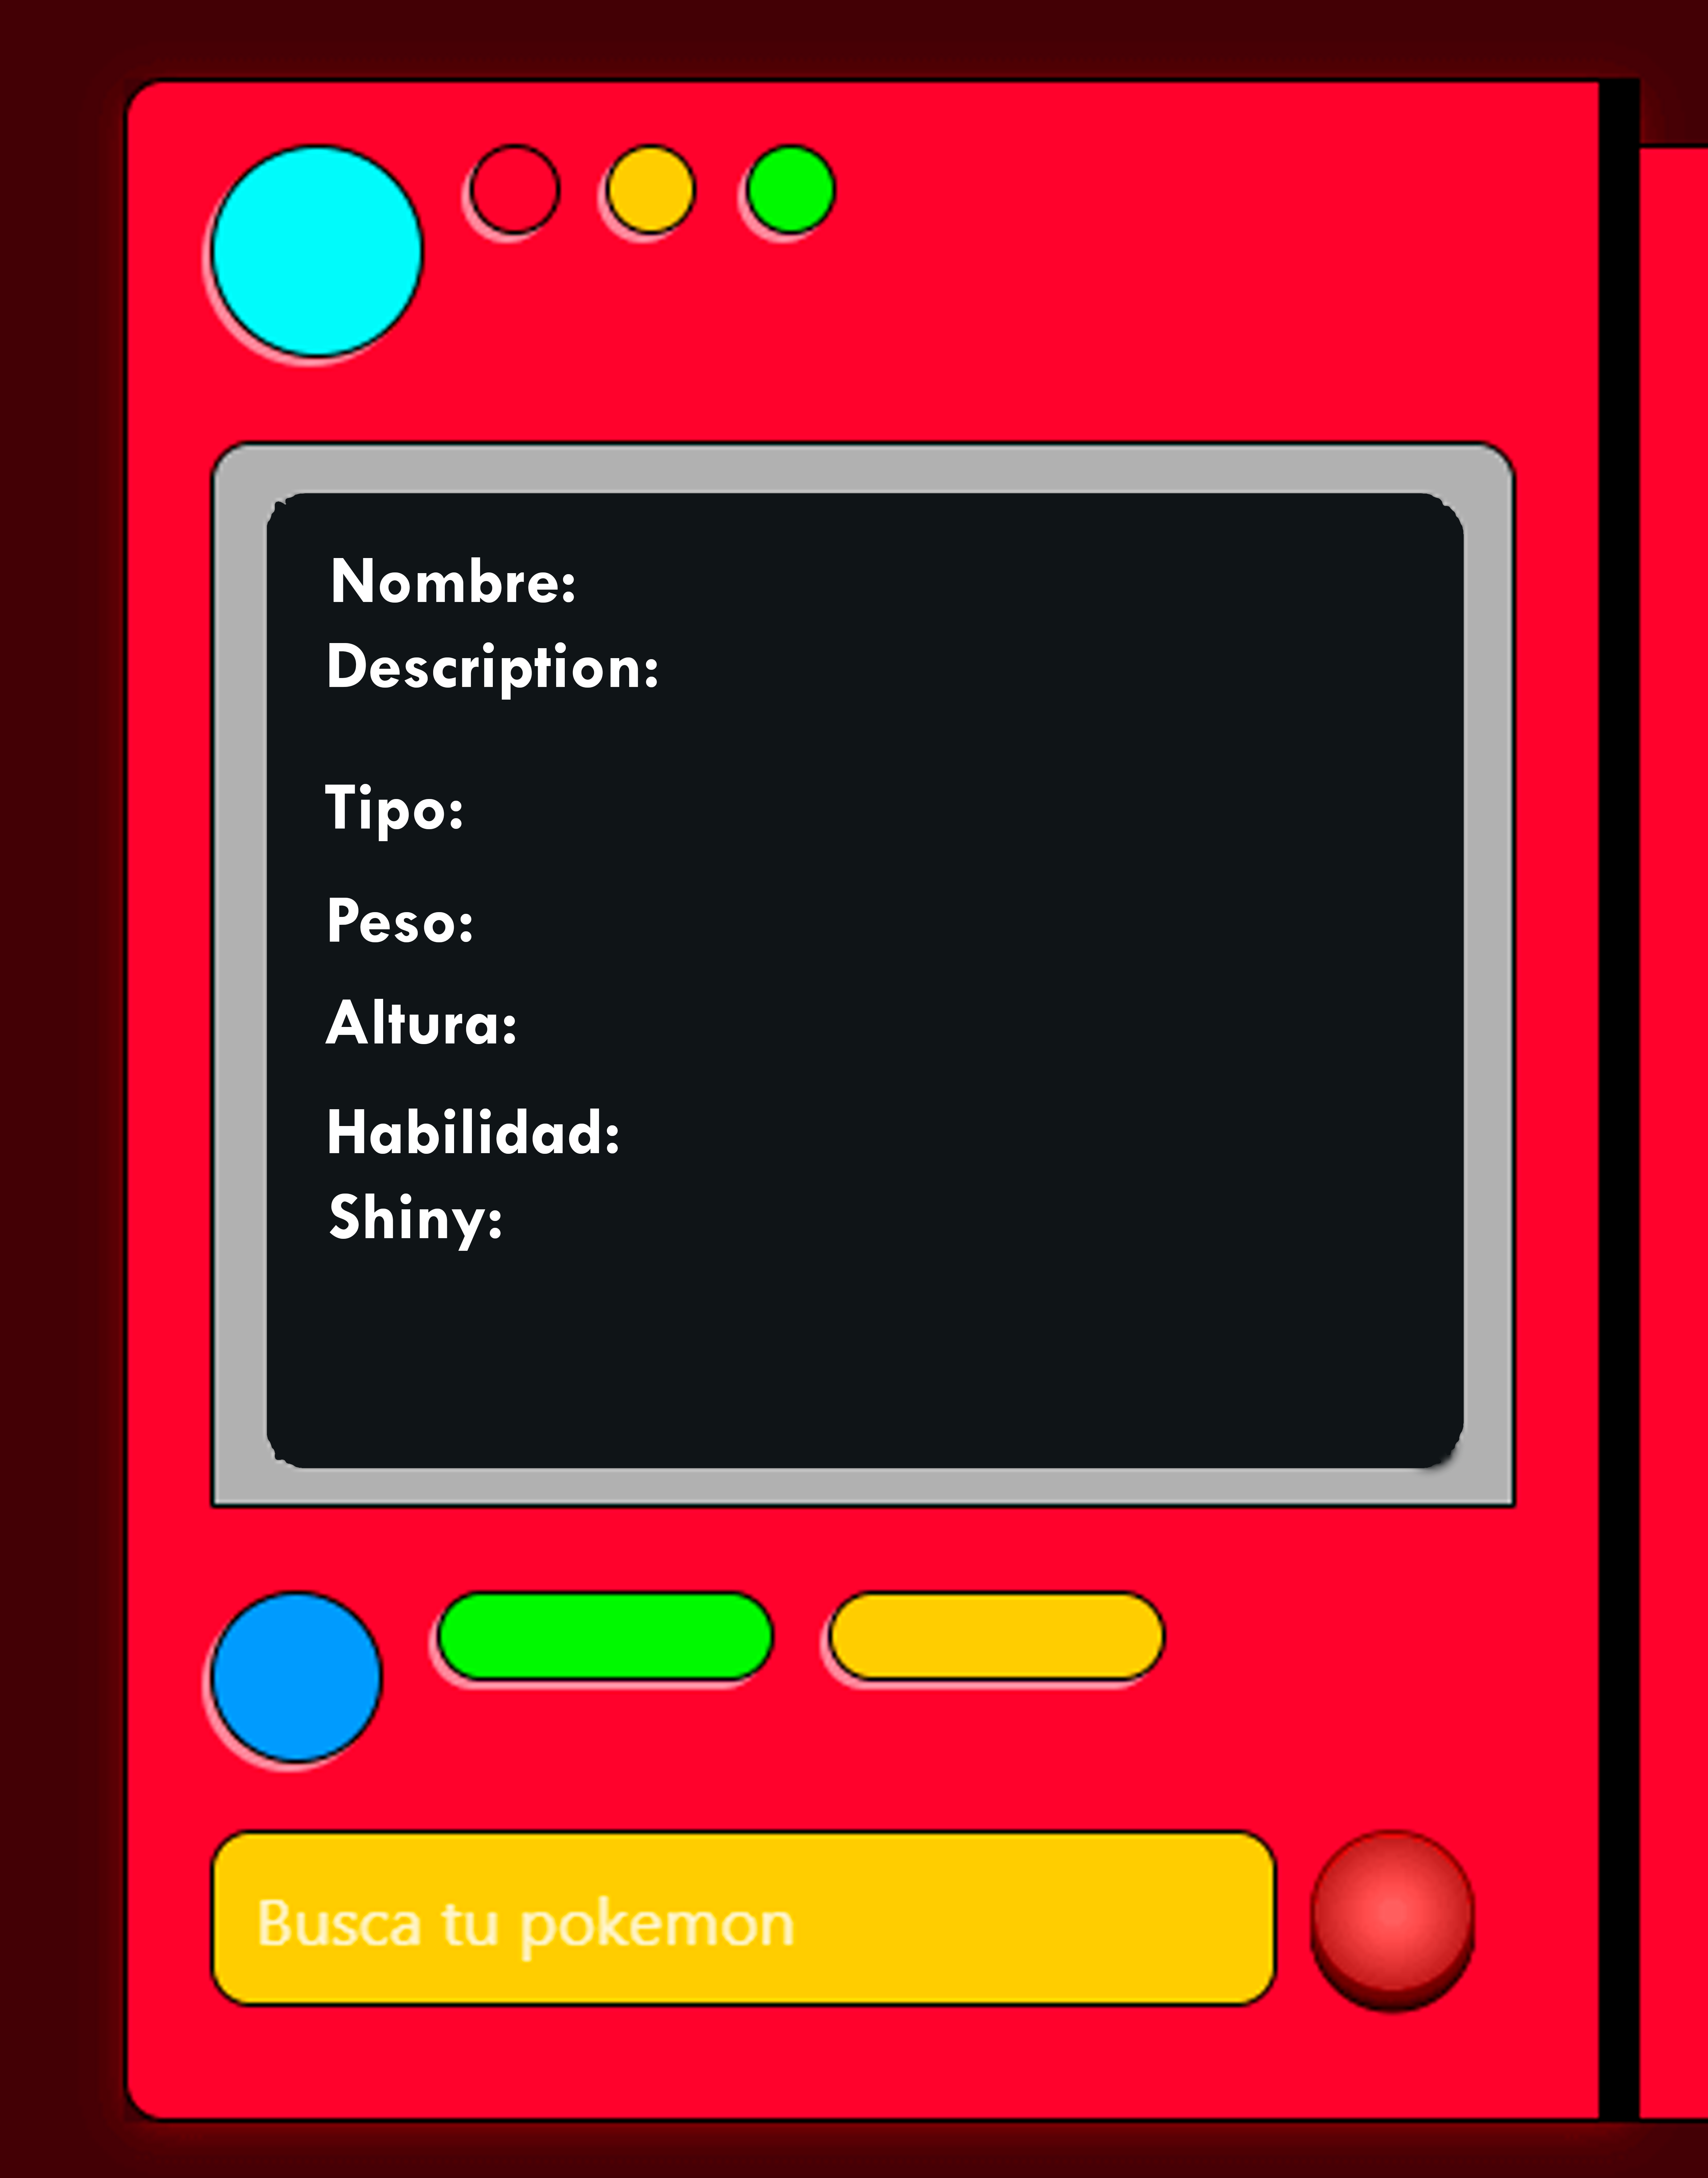 Nombre:
Description:
Tipo:
Peso:
Altura:
Habilidad:
Shiny:
Busca tu pokemon